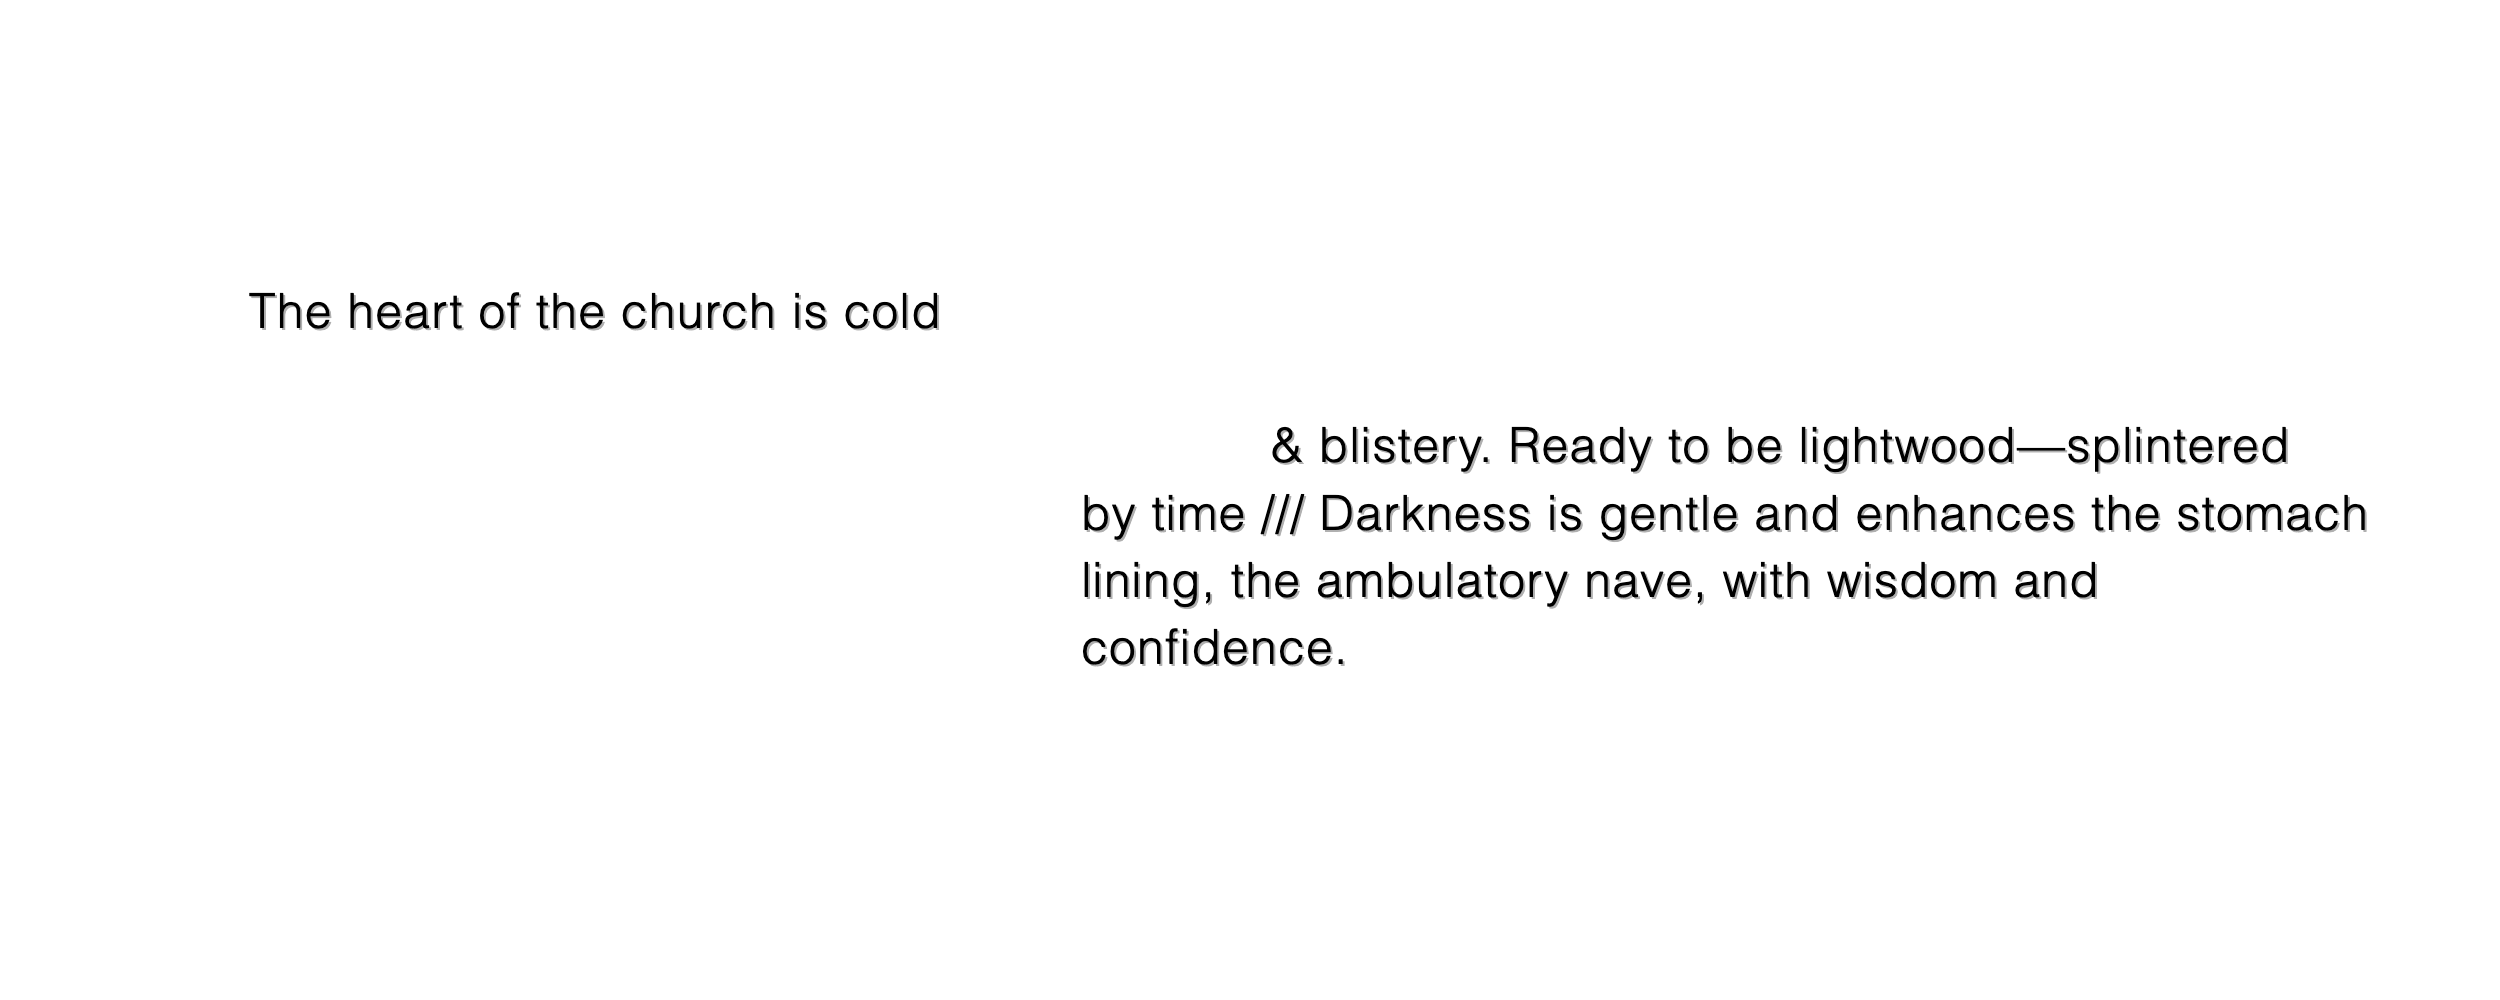 The heart of the church is cold
& blistery. Ready to be lightwood—splintered
by time /// Darkness is gentle and enhances the stomach
lining, the ambulatory nave, with wisdom and
confidence.